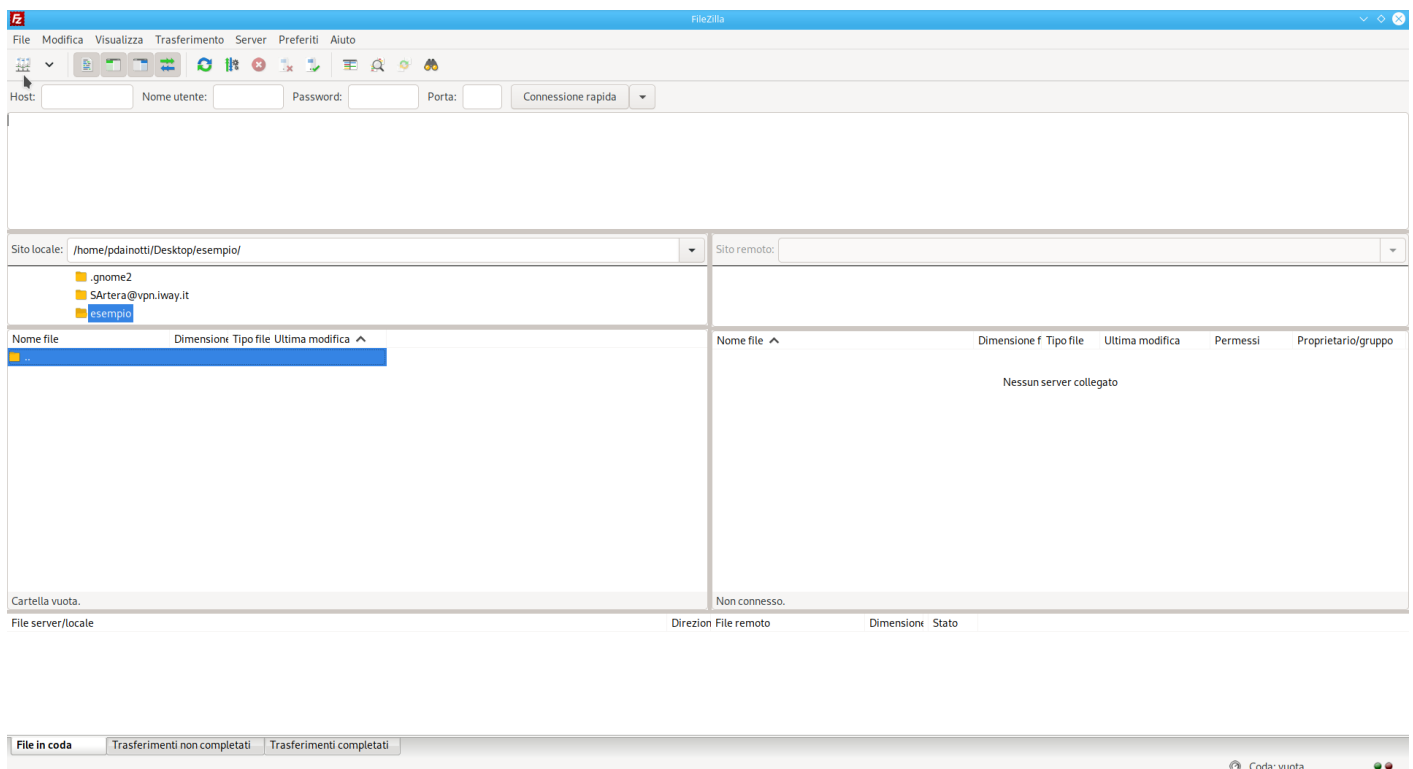 FileZilla
File Modifica Visualizza Trasferimento Server Preferiti Aiuto
Host: Nome utente: Password: Porta: Connessione rapida
Sito locale: /home/pdainotti/Desktop/esempio/
Sito remoto:
.gnome2
SArtera@vpn.iway.it
esempio
Nome file Dimensione Tipo file Ultima modifica
..
Cartella vuota.
Nome file Dimensione f Tipo file Ultima modifica Permessi Proprietario/gruppo
Nessun server collegato
Non connesso.
File server/locale Direzion File remoto Dimensione Stato
File in coda Trasferimenti non completati Trasferimenti completati
Coda: vuota